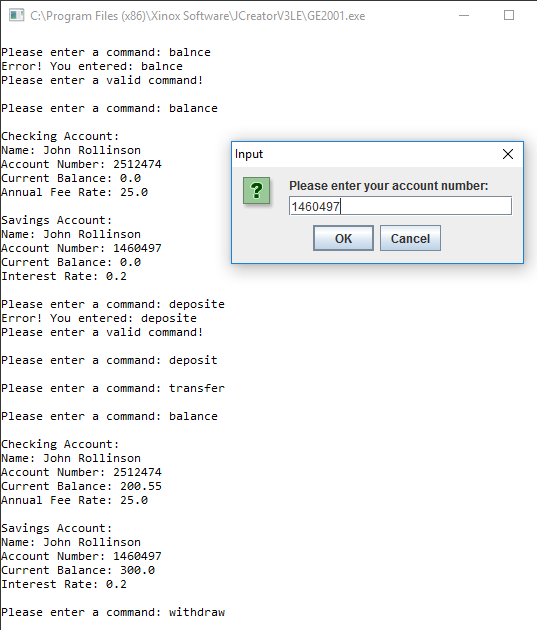 C:\Program Files (x86)\Xinox Software\JCreatorV3LE\GE2001.exe
Please enter a command: balnce
Error! You entered: balnce
Please enter a valid command!
Please enter a command: balance
Checking Account:
Name: John Rollinson
Account Number: 2512474
Current Balance: 0.0
Annual Fee Rate: 25.0
Savings Account:
Name: John Rollinson
Account Number: 1460497
Current Balance: 0.0
Interest Rate: 0.2
Please enter a command: deposite
Error! You entered: deposite
Please enter a valid command!
Please enter a command: deposit
Please enter a command: transfer
Please enter a command: balance
Checking Account:
Name: John Rollinson
Account Number: 2512474
Current Balance: 200.55
Annual Fee Rate: 25.0
Savings Account:
Name: John Rollinson
Account Number: 1460497
Current Balance: 300.0
Interest Rate: 0.2
Please enter a command: withdraw
Input
?
Please enter your account number:
1460497
OK
Cancel